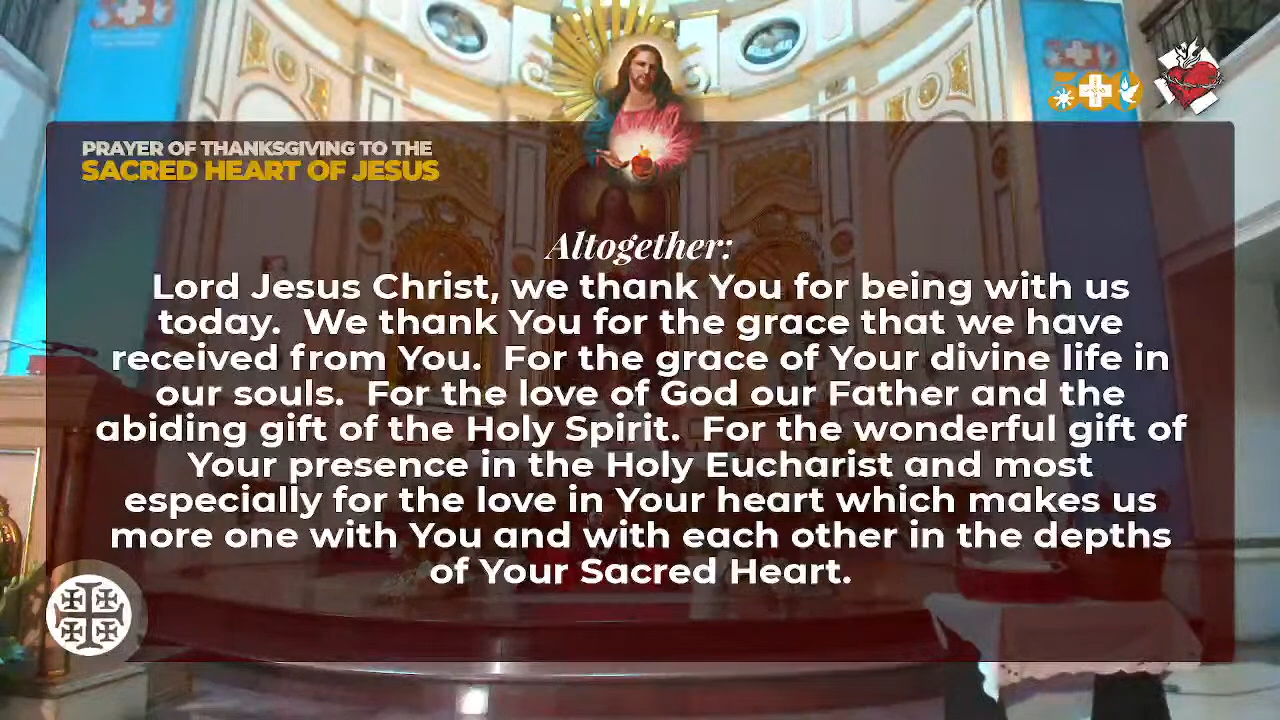 PRAYER OF THANKSGIVING TO THE
SACRED HEART OF JESUS
Altogether:
Lord Jesus Christ, we thank You for being with us
today.  We thank You for the grace that we have
received from You.  For the grace of Your divine life in
our souls.  For the love of God our Father and the
abiding gift of the Holy Spirit.  For the wonderful gift of
Your presence in the Holy Eucharist and most
especially for the love in Your heart which makes us
more one with You and with each other in the depths
of Your Sacred Heart.